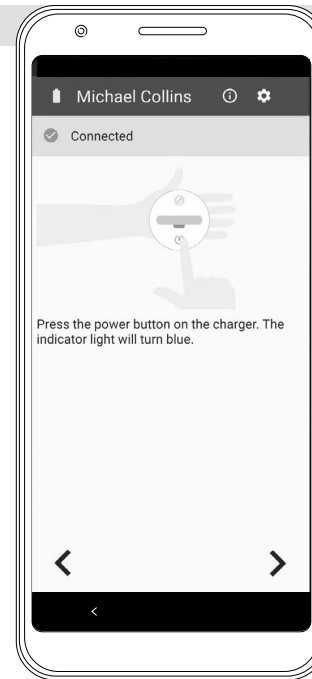 Michael Collins
Connected
Press the power button on the charger. The
indicator light will turn blue.